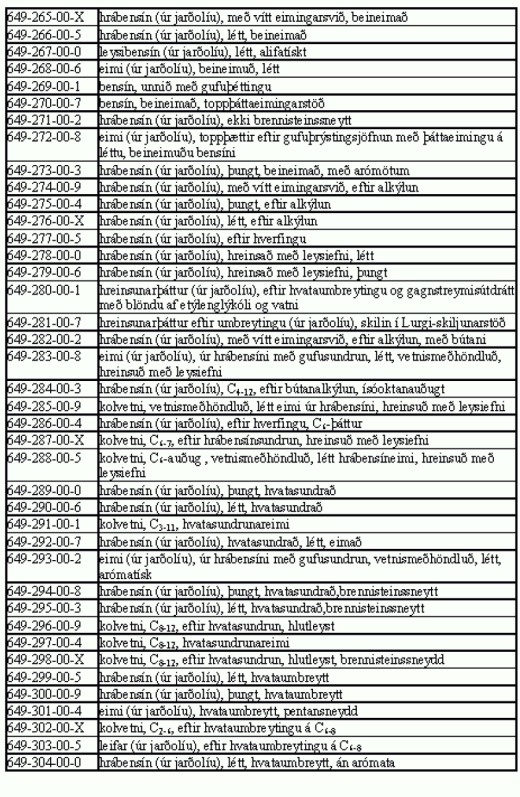 649-265-00-X hrábensín (úr jarðolíu), með vítt eimingarsvið, beineimað
649-266-00-5 hrábensín (úr jarðolíu), létt, beineimað
649-267-00-0 leysibensín (úr jarðolíu), létt, alifatískt
649-268-00-6 eimi (úr jarðolíu), beineimuð, létt
649-269-00-1 bensín, unnið með gufuþéttingu
649-270-00-7 bensín, beineimað, toppþáttaeimingarstöð
649-271-00-2 hrábensín (úr jarðolíu), ekki brennisteinssneytt
649-272-00-8 eimi (úr jarðolíu), toppþættir eftir gufuþrýstingsjöfnun með þáttaeimingu á
léttu, beineimuðu bensíni
649-273-00-3 hrábensín (úr jarðolíu), þungt, beineimað, með arómötum
649-274-00-9 hrábensín (úr jarðolíu), með vítt eimingarsvið, eftir alkýlun
649-275-00-4 hrábensín (úr jarðolíu), þungt, eftir alkýlun
649-276-00-X hrábensín (úr jarðolíu), létt, eftir alkýlun
649-277-00-5 hrábensín (úr jarðolíu), eftir hverfingu
649-278-00-0 hrábensín (úr jarðolíu), hreinsað með leysiefni, létt
649-279-00-6 hrábensín (úr jarðolíu), hreinsað með leysiefni, þungt
649-280-00-1 hreinsunarþáttur (úr jarðolíu), eftir hvataumbreytingu og gagnstreymisútdrátt
með blöndu af etýlenglýkóli og vatni
649-281-00-7 hreinsunarþáttur eftir umbreytingu (úr jarðolíu), skilin í Lurgi-skiljunarstöð
649-282-00-2 hrábensín (úr jarðolíu), með vítt eimingarsvið, eftir alkýlun, með bútani
649-283-00-8 eimi (úr jarðolíu), úr hrábensíni með gufusundrun, létt, vetnismeðhöndluð,
hreinsuð með leysiefni
649-284-00-3 hrábensín (úr jarðolíu), C₄₋₁₂, eftir bútanalkýlun, ísóoktanauðugt
649-285-00-9 kolvetni, vetnismeðhöndluð, létt eimi úr hrábensíni, hreinsuð með leysiefni
649-286-00-4 hrábensín (úr jarðolíu), eftir hverfingu, C₆-þáttur
649-287-00-X kolvetni, C₆₋₇, eftir hrábensínsundrun, hreinsuð með leysiefni
649-288-00-5 kolvetni, C₆-auðug , vetnismeðhöndluð, létt hrábensíneimi, hreinsuð með
leysiefni
649-289-00-0 hrábensín (úr jarðolíu), þungt, hvatasundrað
649-290-00-6 hrábensín (úr jarðolíu), létt, hvatasundrað
649-291-00-1 kolvetni, C₃₋₁₁, hvatasundrunareimi
649-292-00-7 hrábensín (úr jarðolíu), hvatasundrað, létt, eimað
649-293-00-2 eimi (úr jarðolíu), úr hrábensíni með gufusundrun, vetnismeðhöndluð, létt,
arómatísk
649-294-00-8 hrábensín (úr jarðolíu), þungt, hvatasundrað,brennisteinssneytt
649-295-00-3 hrábensín (úr jarðolíu), létt, hvatasundrað,brennisteinssneytt
649-296-00-9 kolvetni, C₈₋₁₂, eftir hvatasundrun, hlutleyst
649-297-00-4 kolvetni, C₈₋₁₂, hvatasundrunareimi
649-298-00-X kolvetni, C₈₋₁₂, eftir hvatasundrun, hlutleyst, brennisteinssneydd
649-299-00-5 hrábensín (úr jarðolíu), létt, hvataumbreytt
649-300-00-9 hrábensín (úr jarðolíu), þungt, hvataumbreytt
649-301-00-4 eimi (úr jarðolíu), hvataumbreytt, pentansneydd
649-302-00-X kolvetni, C₂₋₆, eftir hvataumbreytingu á C₆₋₈
649-303-00-5 leifar (úr jarðolíu), eftir hvataumbreytingu á C₆₋₈
649-304-00-0 hrábensín (úr jarðolíu), létt, hvataumbreytt, án arómata